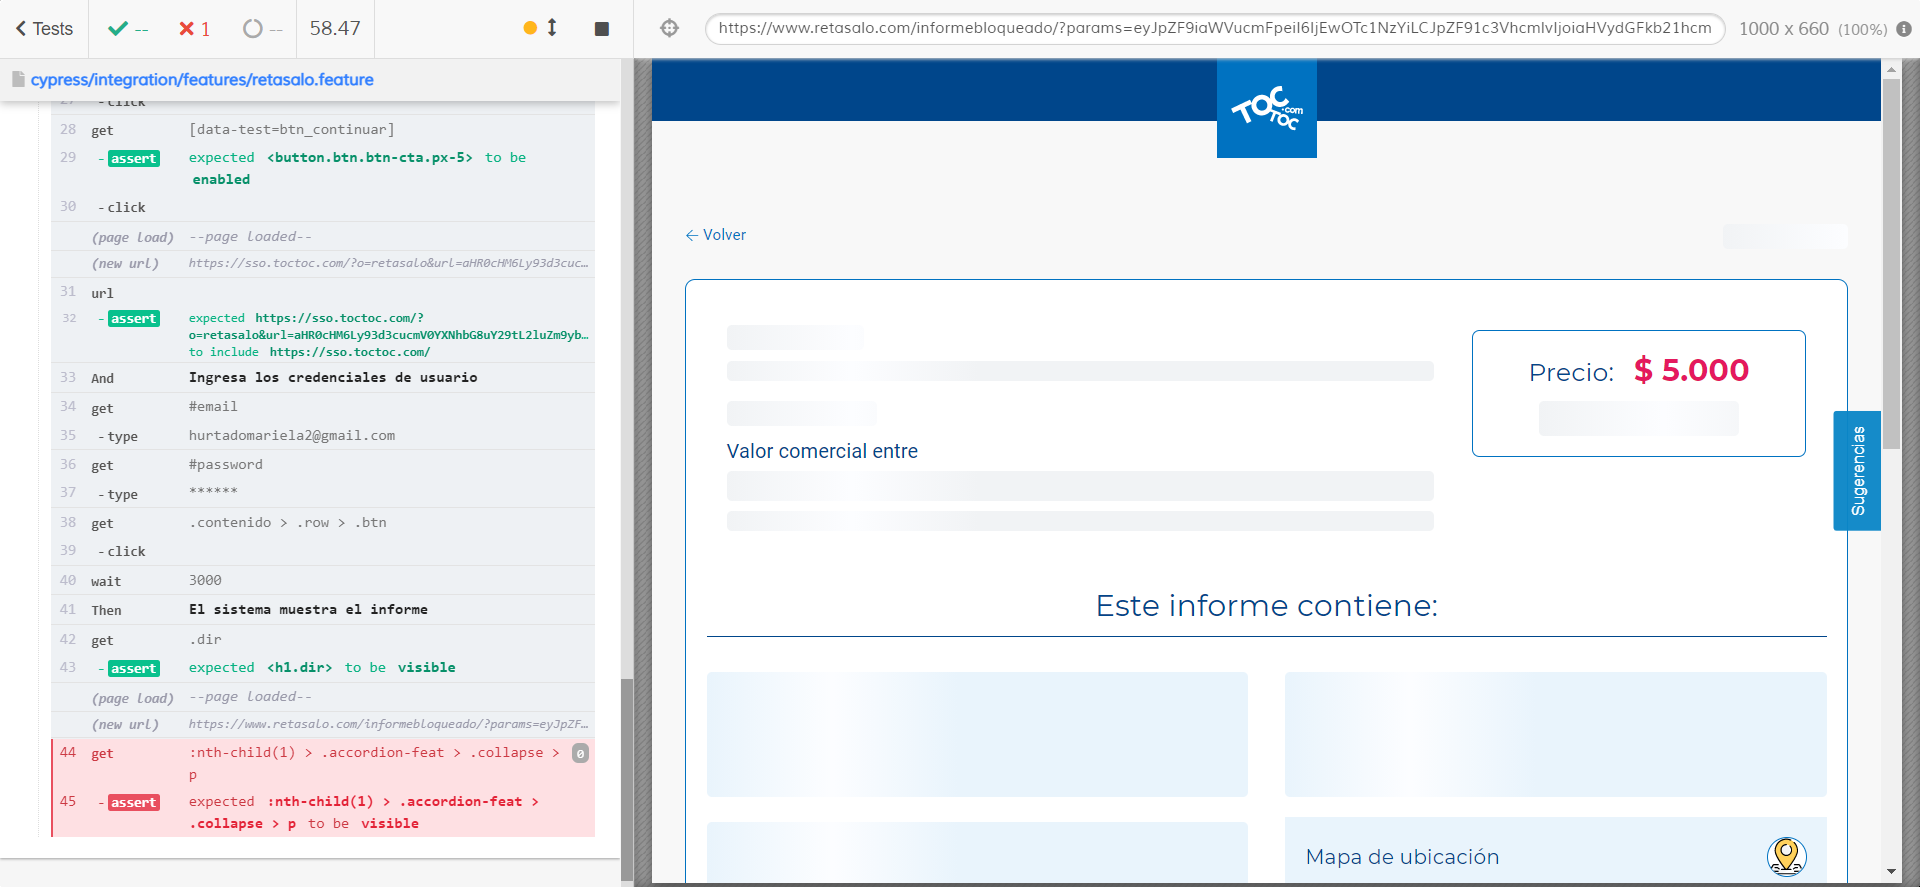 Tests
--
1
--
58.47
https://www.retasalo.com/informebloqueado/?params=eyJpZF9iaWVucmFpeiI6IjEwOTc1NzYiLCJpZF91c3VhcmlvIjoiaHVydGFkb21hcm
1000 x 660 (100%)
cypress/integration/features/retasalo.feature
27 - click
28 get [data-test=btn_continuar]
29 - assert expected <button.btn.btn-cta.px-5> to be
enabled
30 - click
(page load) --page loaded--
(new url) https://sso.toctoc.com/?o=retasalo&url=aHR0cHM6Ly93d3cuc…
31 url
32 - assert expected https://sso.toctoc.com/?
o=retasalo&url=aHR0cHM6Ly93d3cucmV0YXNhbG8uY29tL2luZm9yb…
to include https://sso.toctoc.com/
33 And Ingresa los credenciales de usuario
34 get #email
35 - type hurtadomariela2@gmail.com
36 get #password
37 - type ******
38 get .contenido > .row > .btn
39 - click
40 wait 3000
41 Then El sistema muestra el informe
42 get .dir
43 - assert expected <h1.dir> to be visible
(page load) --page loaded--
(new url) https://www.retasalo.com/informebloqueado/?params=eyJpZF…
44 get :nth-child(1) > .accordion-feat > .collapse > 0
p
45 - assert expected :nth-child(1) > .accordion-feat >
.collapse > p to be visible
TOC
.com
TOC
← Volver
Precio: $ 5.000
Valor comercial entre
Sugerencias
Este informe contiene:
Mapa de ubicación